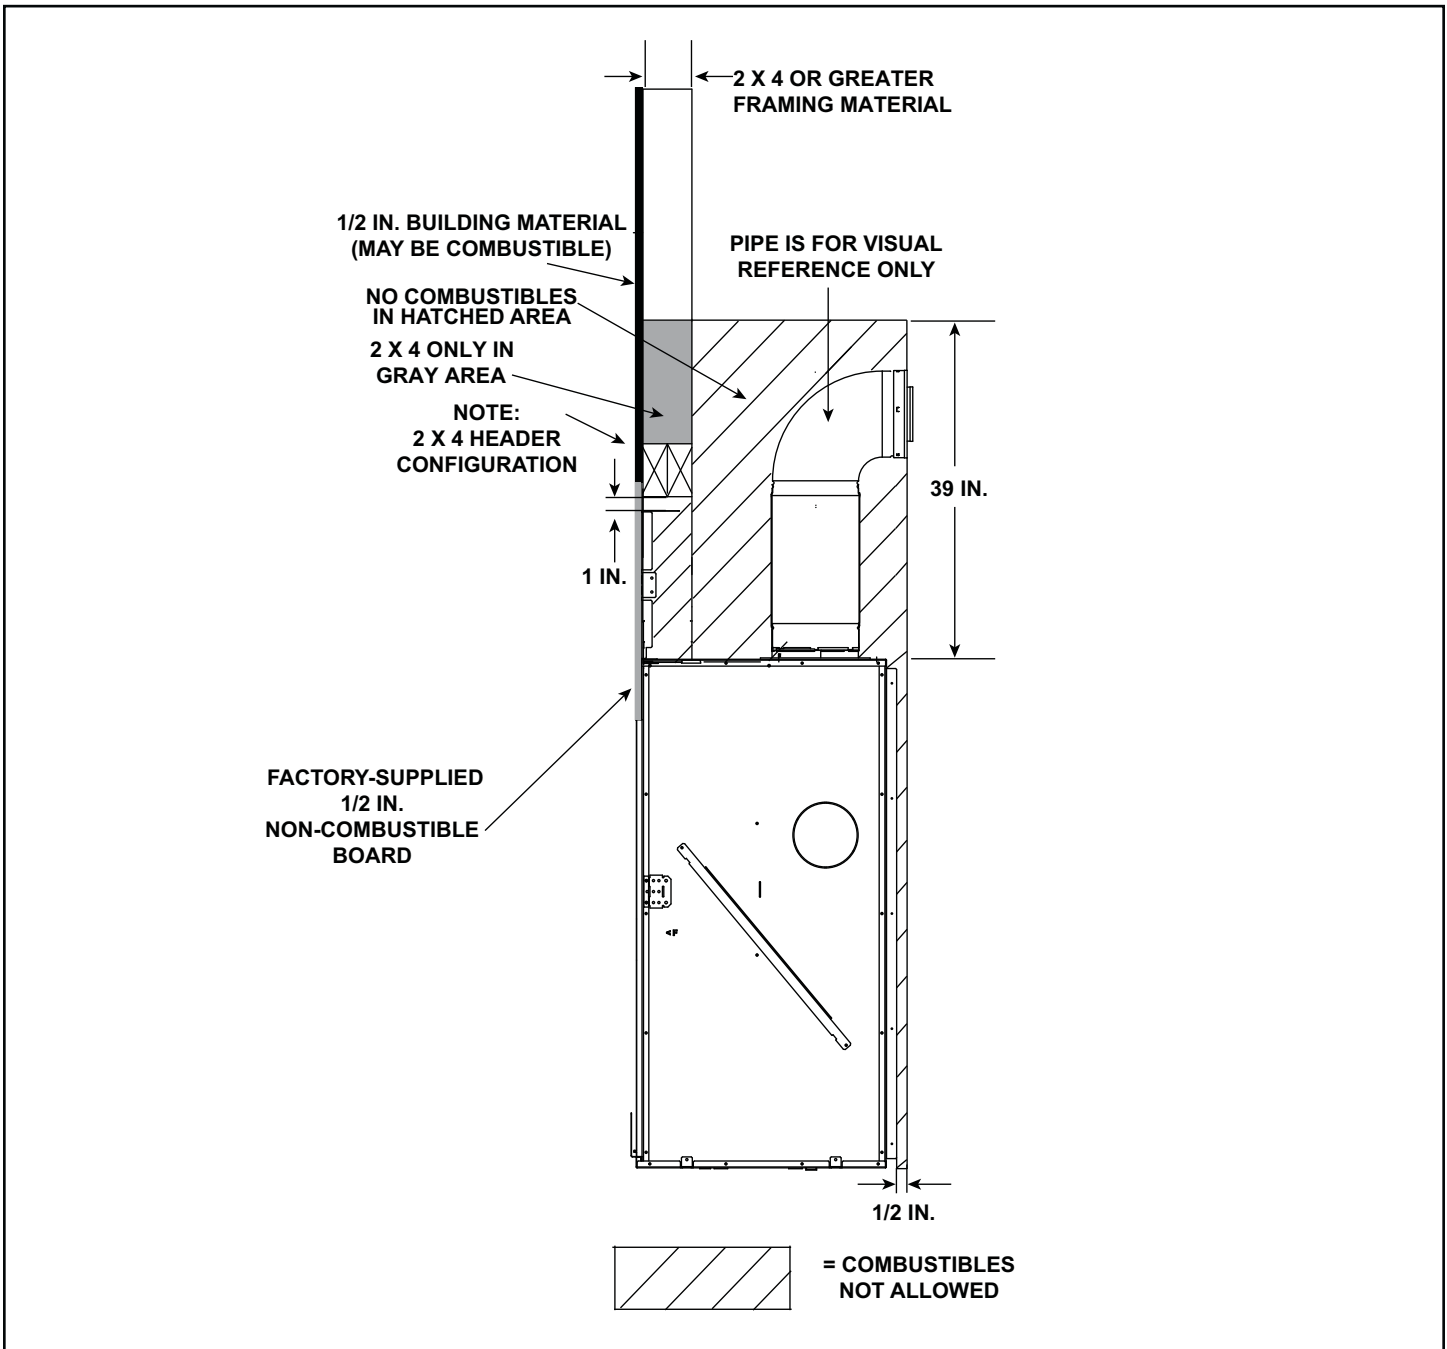 2 X 4 OR GREATER
FRAMING MATERIAL
1/2 IN. BUILDING MATERIAL
(MAY BE COMBUSTIBLE)
PIPE IS FOR VISUAL
REFERENCE ONLY
NO COMBUSTIBLES
IN HATCHED AREA
2 X 4 ONLY IN
GRAY AREA
NOTE:
2 X 4 HEADER
CONFIGURATION
39 IN.
1 IN.
FACTORY-SUPPLIED
1/2 IN.
NON-COMBUSTIBLE
BOARD
1/2 IN.
= COMBUSTIBLES
NOT ALLOWED